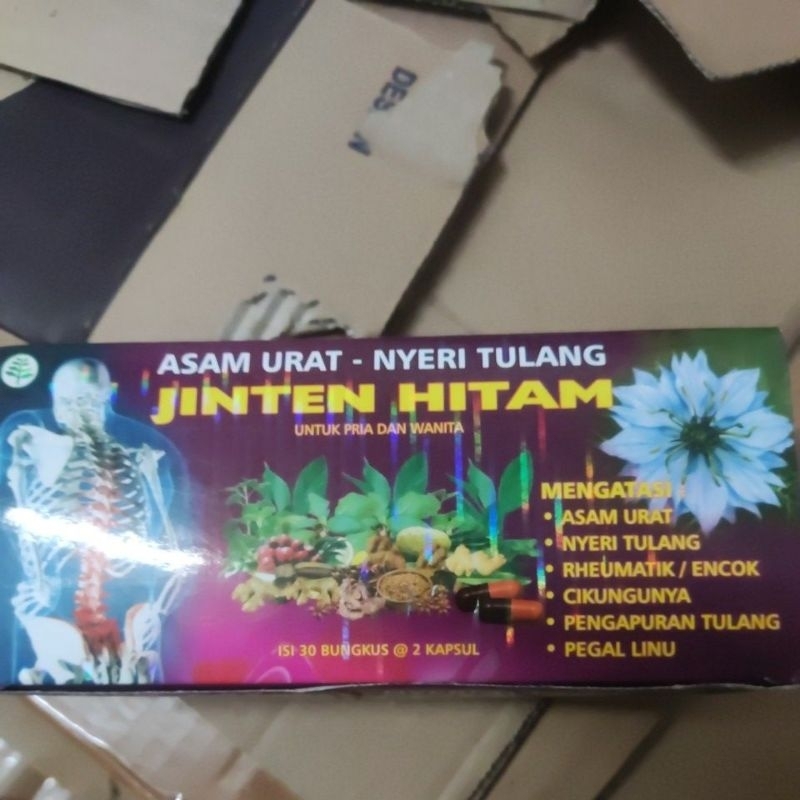 ASAM URAT - NYERI TULANG
JINTEN HITAM
UNTUK PRIA DAN WANITA
MENGATASI :
• ASAM URAT
• NYERI TULANG
• RHEUMATIK / ENCOK
• CIKUNGUNYA
• PENGAPURAN TULANG
• PEGAL LINU
ISI 30 BUNGKUS @ 2 KAPSUL